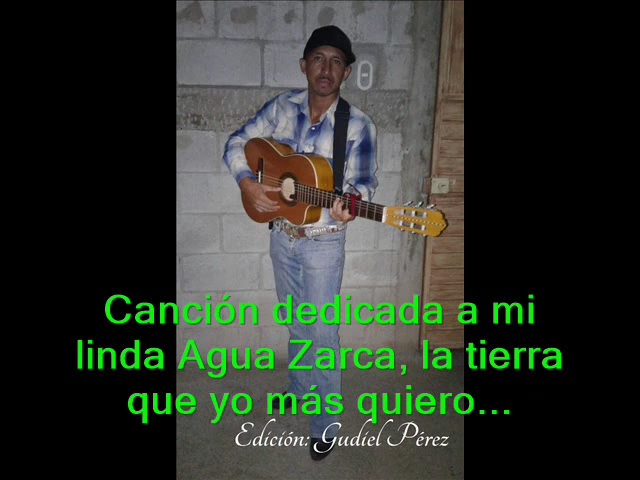 Canción dedicada a mi
linda Agua Zarca, la tierra
que yo más quiero...
Edición: Gudiel Pérez